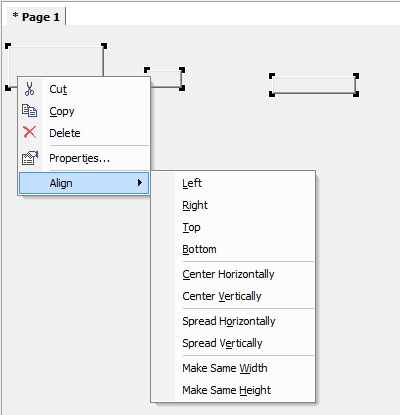 * Page 1
Cut
Copy
Delete
Properties...
Align
Left
Right
Top
Bottom
Center Horizontally
Center Vertically
Spread Horizontally
Spread Vertically
Make Same Width
Make Same Height